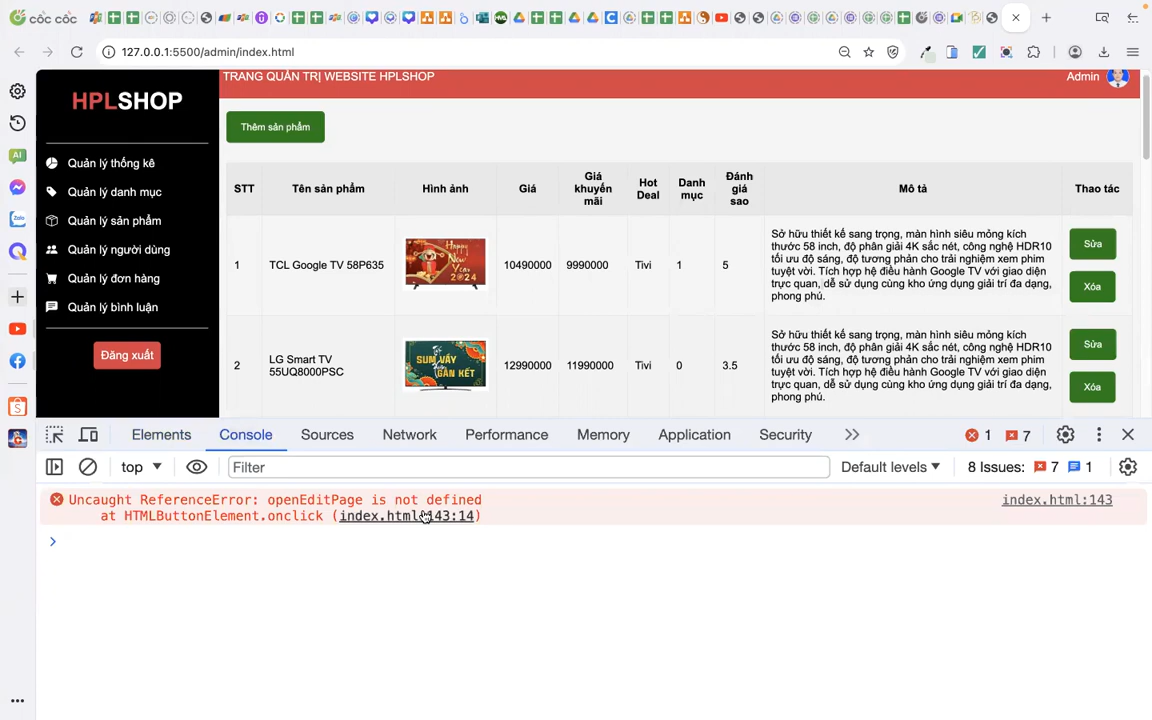 cốc cốc
127.0.0.1:5500/admin/index.html
HPLSHOP
TRANG QUẢN TRỊ WEBSITE HPLSHOP
Admin
Quản lý thống kê
Quản lý danh mục
Quản lý sản phẩm
Quản lý người dùng
Quản lý đơn hàng
Quản lý bình luận
Đăng xuất
Thêm sản phẩm
STT Tên sản phẩm Hình ảnh Giá Giá khuyến mãi Hot Deal Danh mục Đánh giá sao Mô tả Thao tác
1 TCL Google TV 58P635
Happy
New
Year
2024
10490000 9990000 Tivi 1 5
Sở hữu thiết kế sang trọng, màn hình siêu mỏng kích
thước 58 inch, độ phân giải 4K sắc nét, công nghệ HDR10
tối ưu độ sáng, độ tương phản cho trải nghiệm xem phim
tuyệt vời. Tích hợp hệ điều hành Google TV với giao diện
trực quan, dễ sử dụng cùng kho ứng dụng giải trí đa dạng,
phong phú.
Sửa
Xóa
2 LG Smart TV
55UQ8000PSC
SUM VẦY
GẮN KẾT
12990000 11990000 Tivi 0 3.5
Sở hữu thiết kế sang trọng, màn hình siêu mỏng kích
thước 58 inch, độ phân giải 4K sắc nét, công nghệ HDR10
tối ưu độ sáng, độ tương phản cho trải nghiệm xem phim
tuyệt vời. Tích hợp hệ điều hành Google TV với giao diện
trực quan, dễ sử dụng cùng kho ứng dụng giải trí đa dạng,
phong phú.
Sửa
Xóa
Elements Console Sources Network Performance Memory Application Security 1 7
top Filter Default levels 8 Issues: 7 1
Uncaught ReferenceError: openEditPage is not defined index.html:143
at HTMLButtonElement.onclick (index.html:143:14)
AI
Zalo